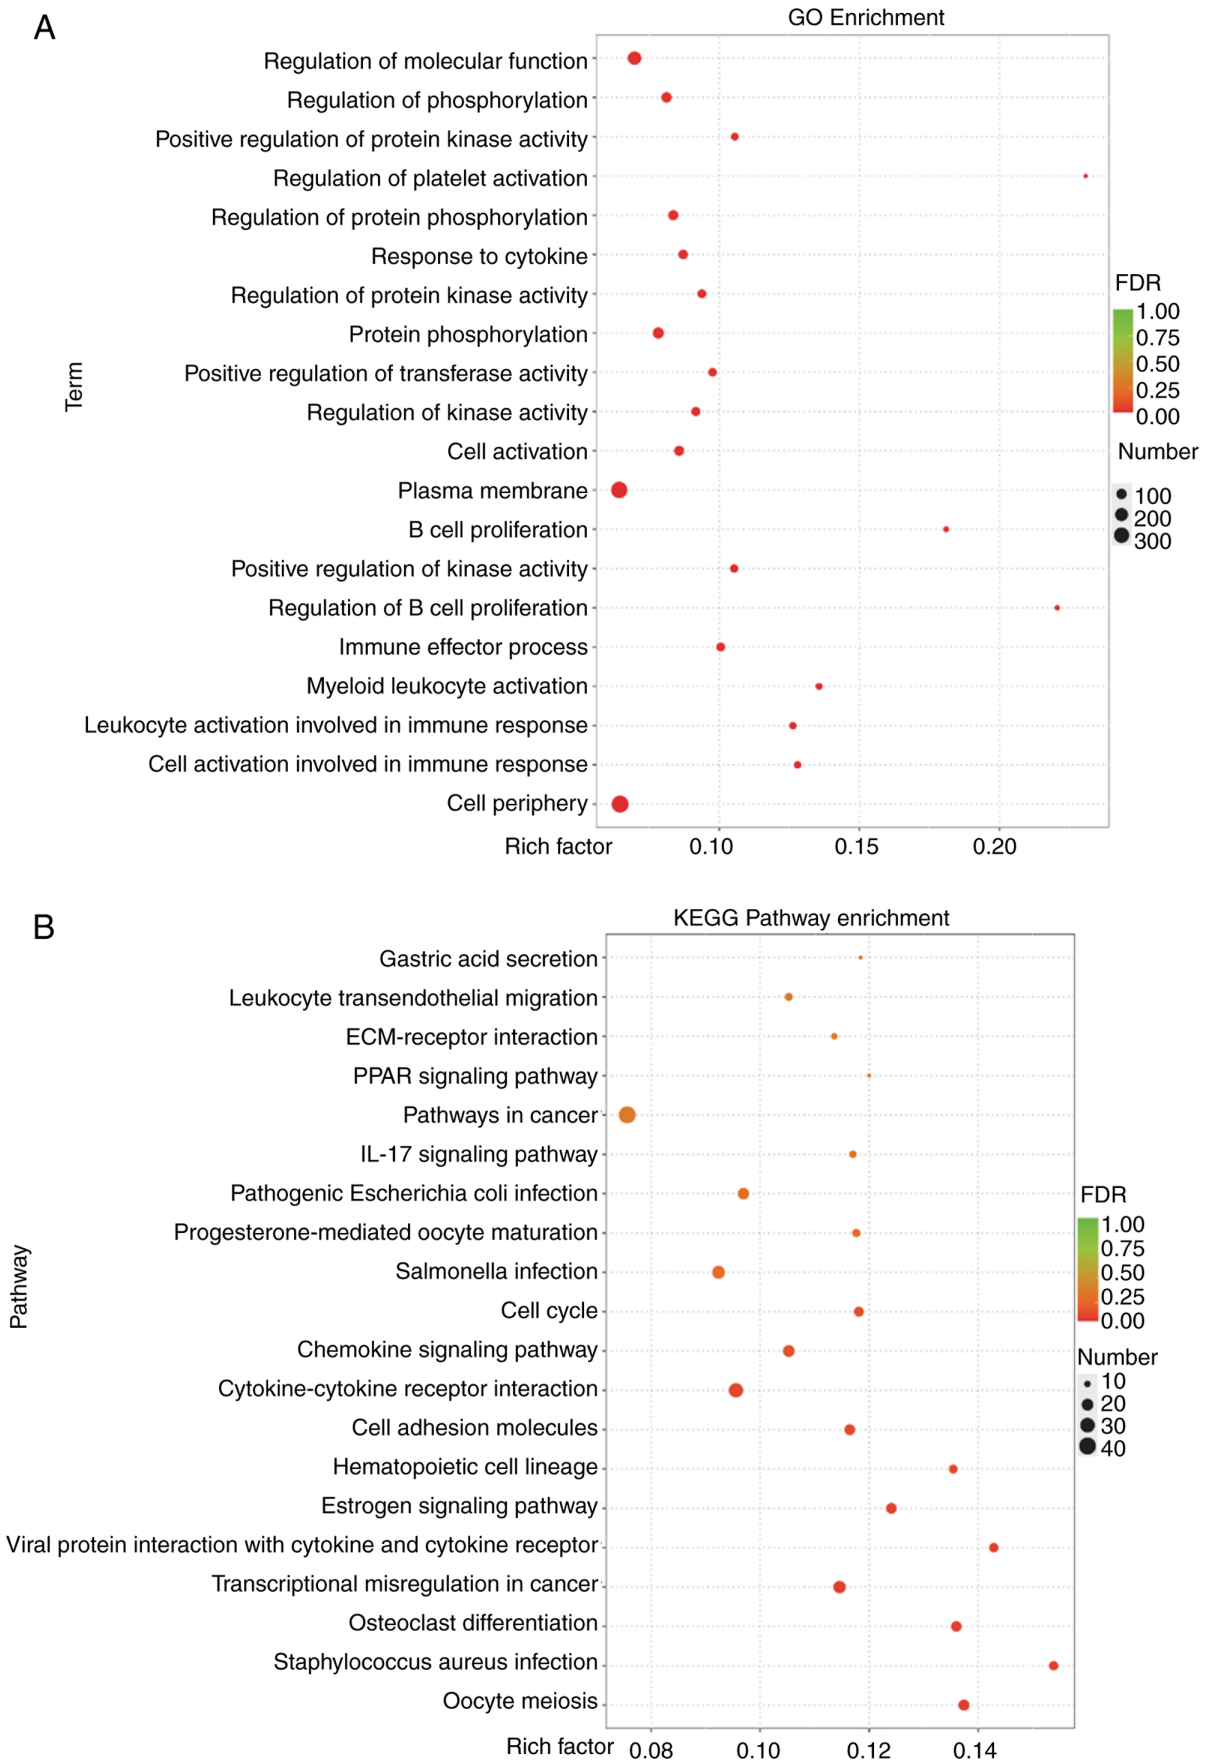 A
GO Enrichment
Regulation of molecular function
Regulation of phosphorylation
Positive regulation of protein kinase activity
Regulation of platelet activation
Regulation of protein phosphorylation
Response to cytokine
Regulation of protein kinase activity
Protein phosphorylation
Positive regulation of transferase activity
Regulation of kinase activity
Cell activation
Plasma membrane
B cell proliferation
Positive regulation of kinase activity
Regulation of B cell proliferation
Immune effector process
Myeloid leukocyte activation
Leukocyte activation involved in immune response
Cell activation involved in immune response
Cell periphery
Term
Rich factor 0.10 0.15 0.20
FDR
1.00
0.75
0.50
0.25
0.00
Number
100
200
300
B
KEGG Pathway enrichment
Gastric acid secretion
Leukocyte transendothelial migration
ECM-receptor interaction
PPAR signaling pathway
Pathways in cancer
IL-17 signaling pathway
Pathogenic Escherichia coli infection
Progesterone-mediated oocyte maturation
Salmonella infection
Cell cycle
Chemokine signaling pathway
Cytokine-cytokine receptor interaction
Cell adhesion molecules
Hematopoietic cell lineage
Estrogen signaling pathway
Viral protein interaction with cytokine and cytokine receptor
Transcriptional misregulation in cancer
Osteoclast differentiation
Staphylococcus aureus infection
Oocyte meiosis
Pathway
Rich factor 0.08 0.10 0.12 0.14
FDR
1.00
0.75
0.50
0.25
0.00
Number
10
20
30
40